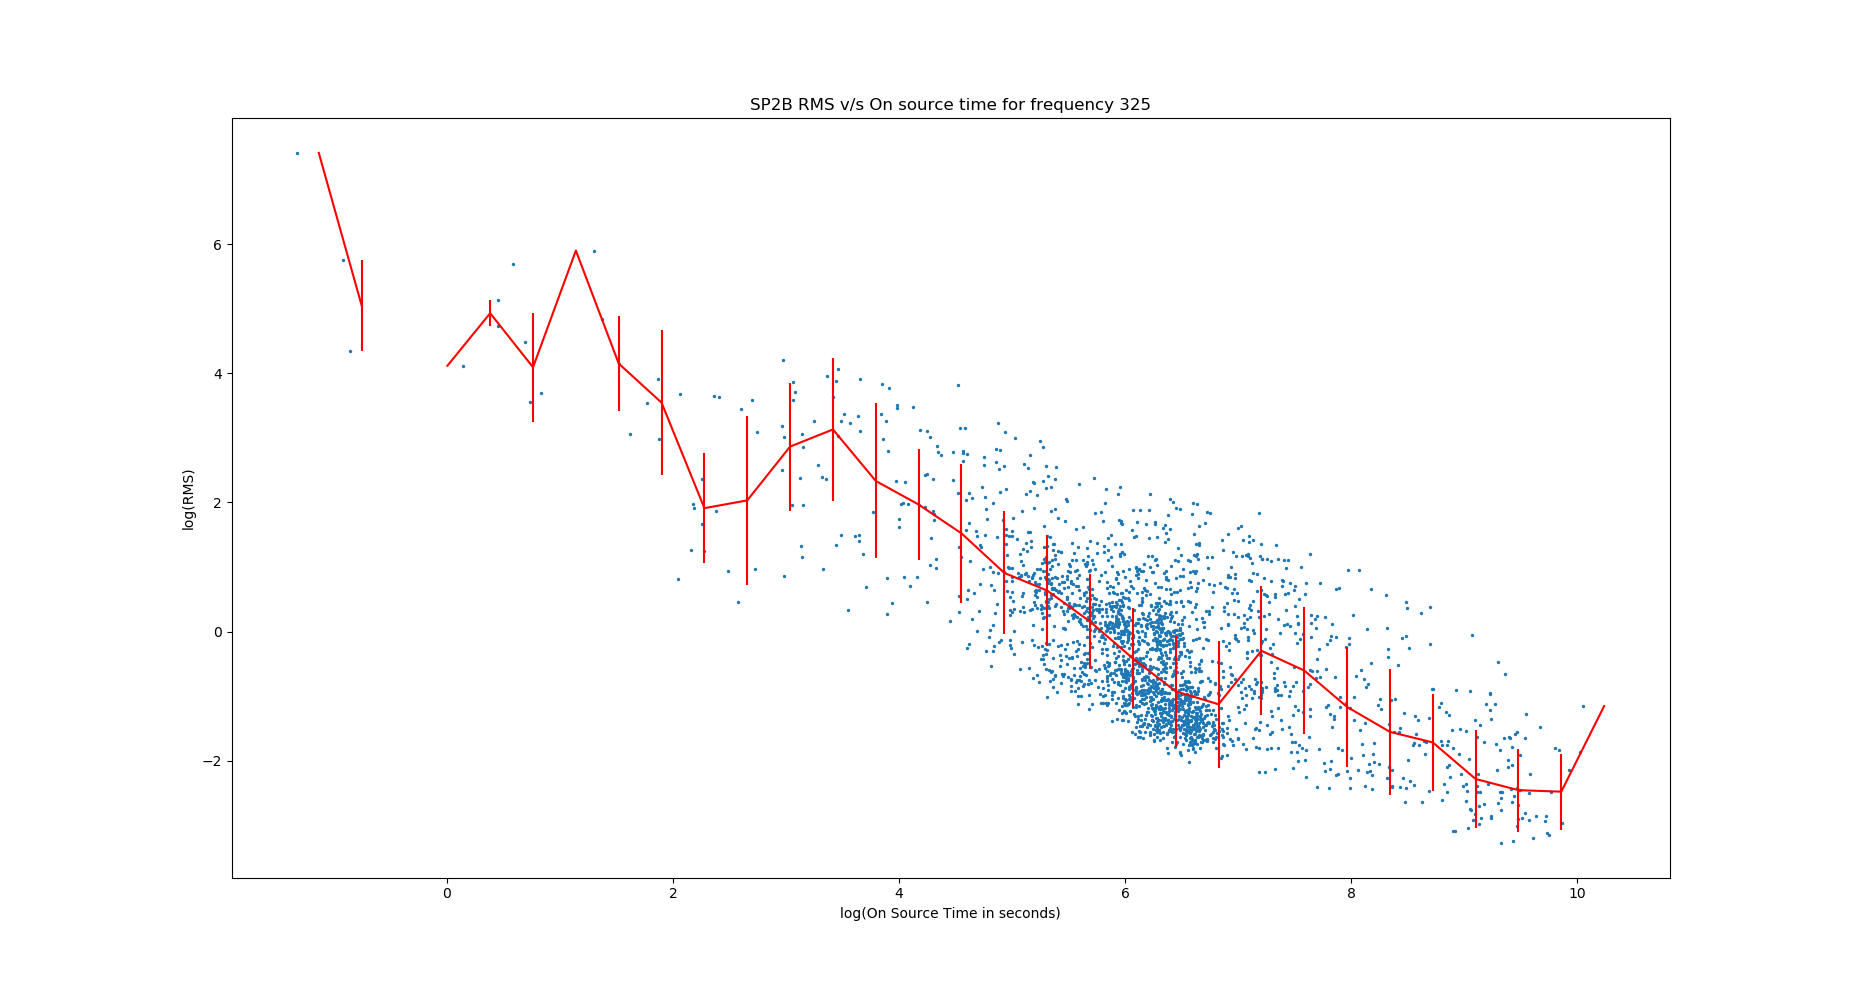 SP2B RMS v/s On source time for frequency 325
6
4
2
0
−2
log(RMS)
0 2 4 6 8 10
log(On Source Time in seconds)